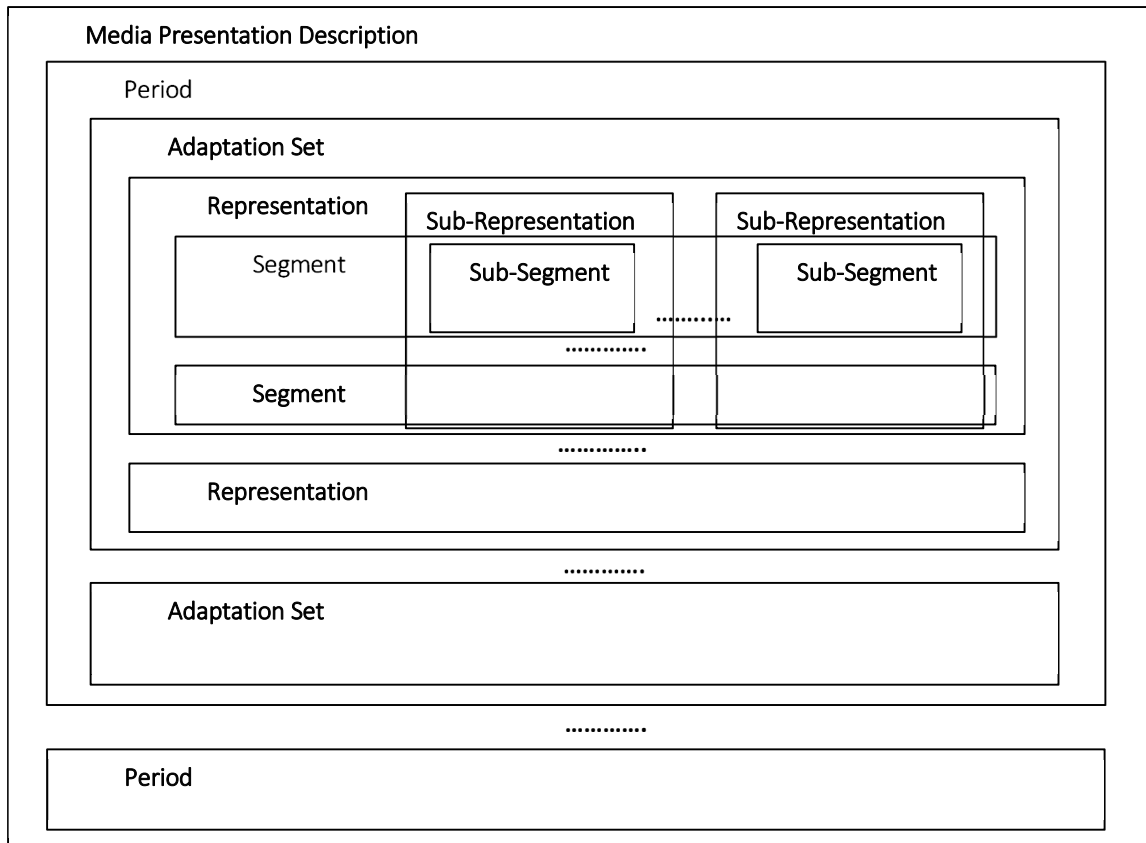 Media Presentation Description
Period
Adaptation Set
Representation
Sub-Representation
Sub-Representation
Segment
Sub-Segment
Sub-Segment
............
.............
Segment
..............
Representation
.............
Adaptation Set
.............
Period